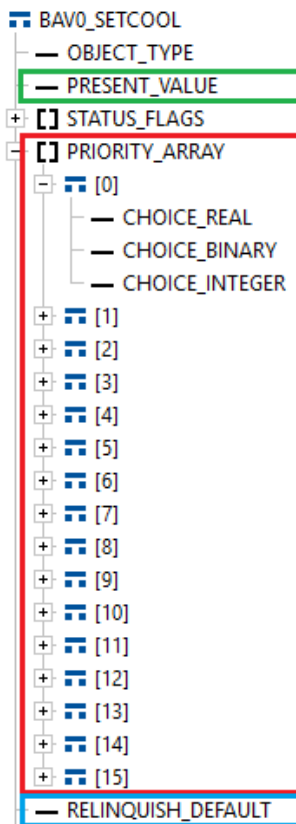 BAV0_SETCOOL
OBJECT_TYPE
PRESENT_VALUE
STATUS_FLAGS
PRIORITY_ARRAY
[0]
CHOICE_REAL
CHOICE_BINARY
CHOICE_INTEGER
[1]
[2]
[3]
[4]
[5]
[6]
[7]
[8]
[9]
[10]
[11]
[12]
[13]
[14]
[15]
RELINQUISH_DEFAULT